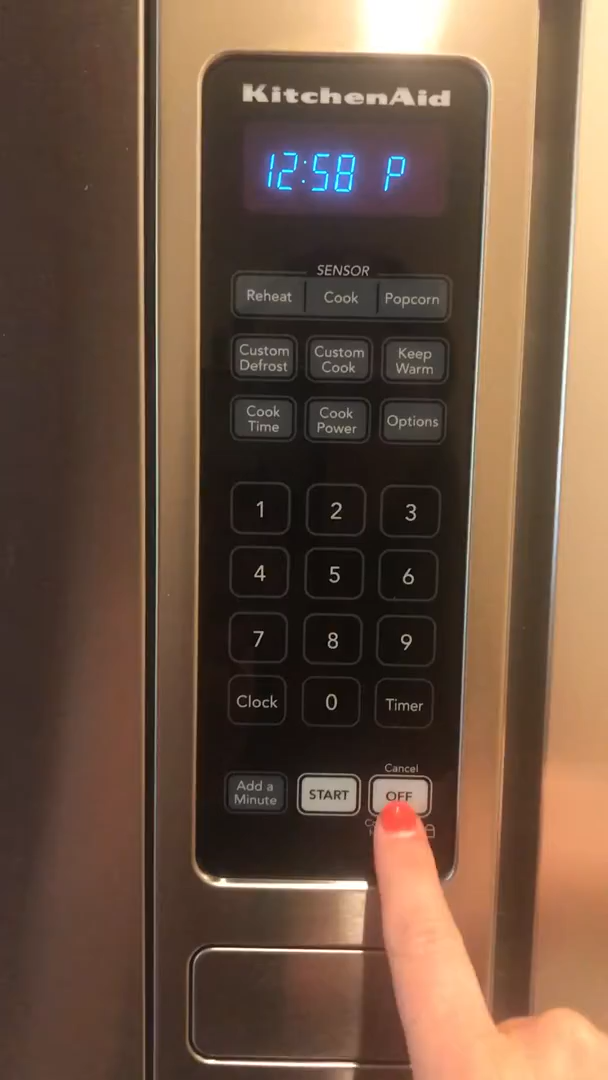 KitchenAid
12:58 P
SENSOR
Reheat Cook Popcorn
Custom Defrost Custom Cook Keep Warm
Cook Time Cook Power Options
1 2 3
4 5 6
7 8 9
Clock 0 Timer
Cancel
Add a Minute START OFF